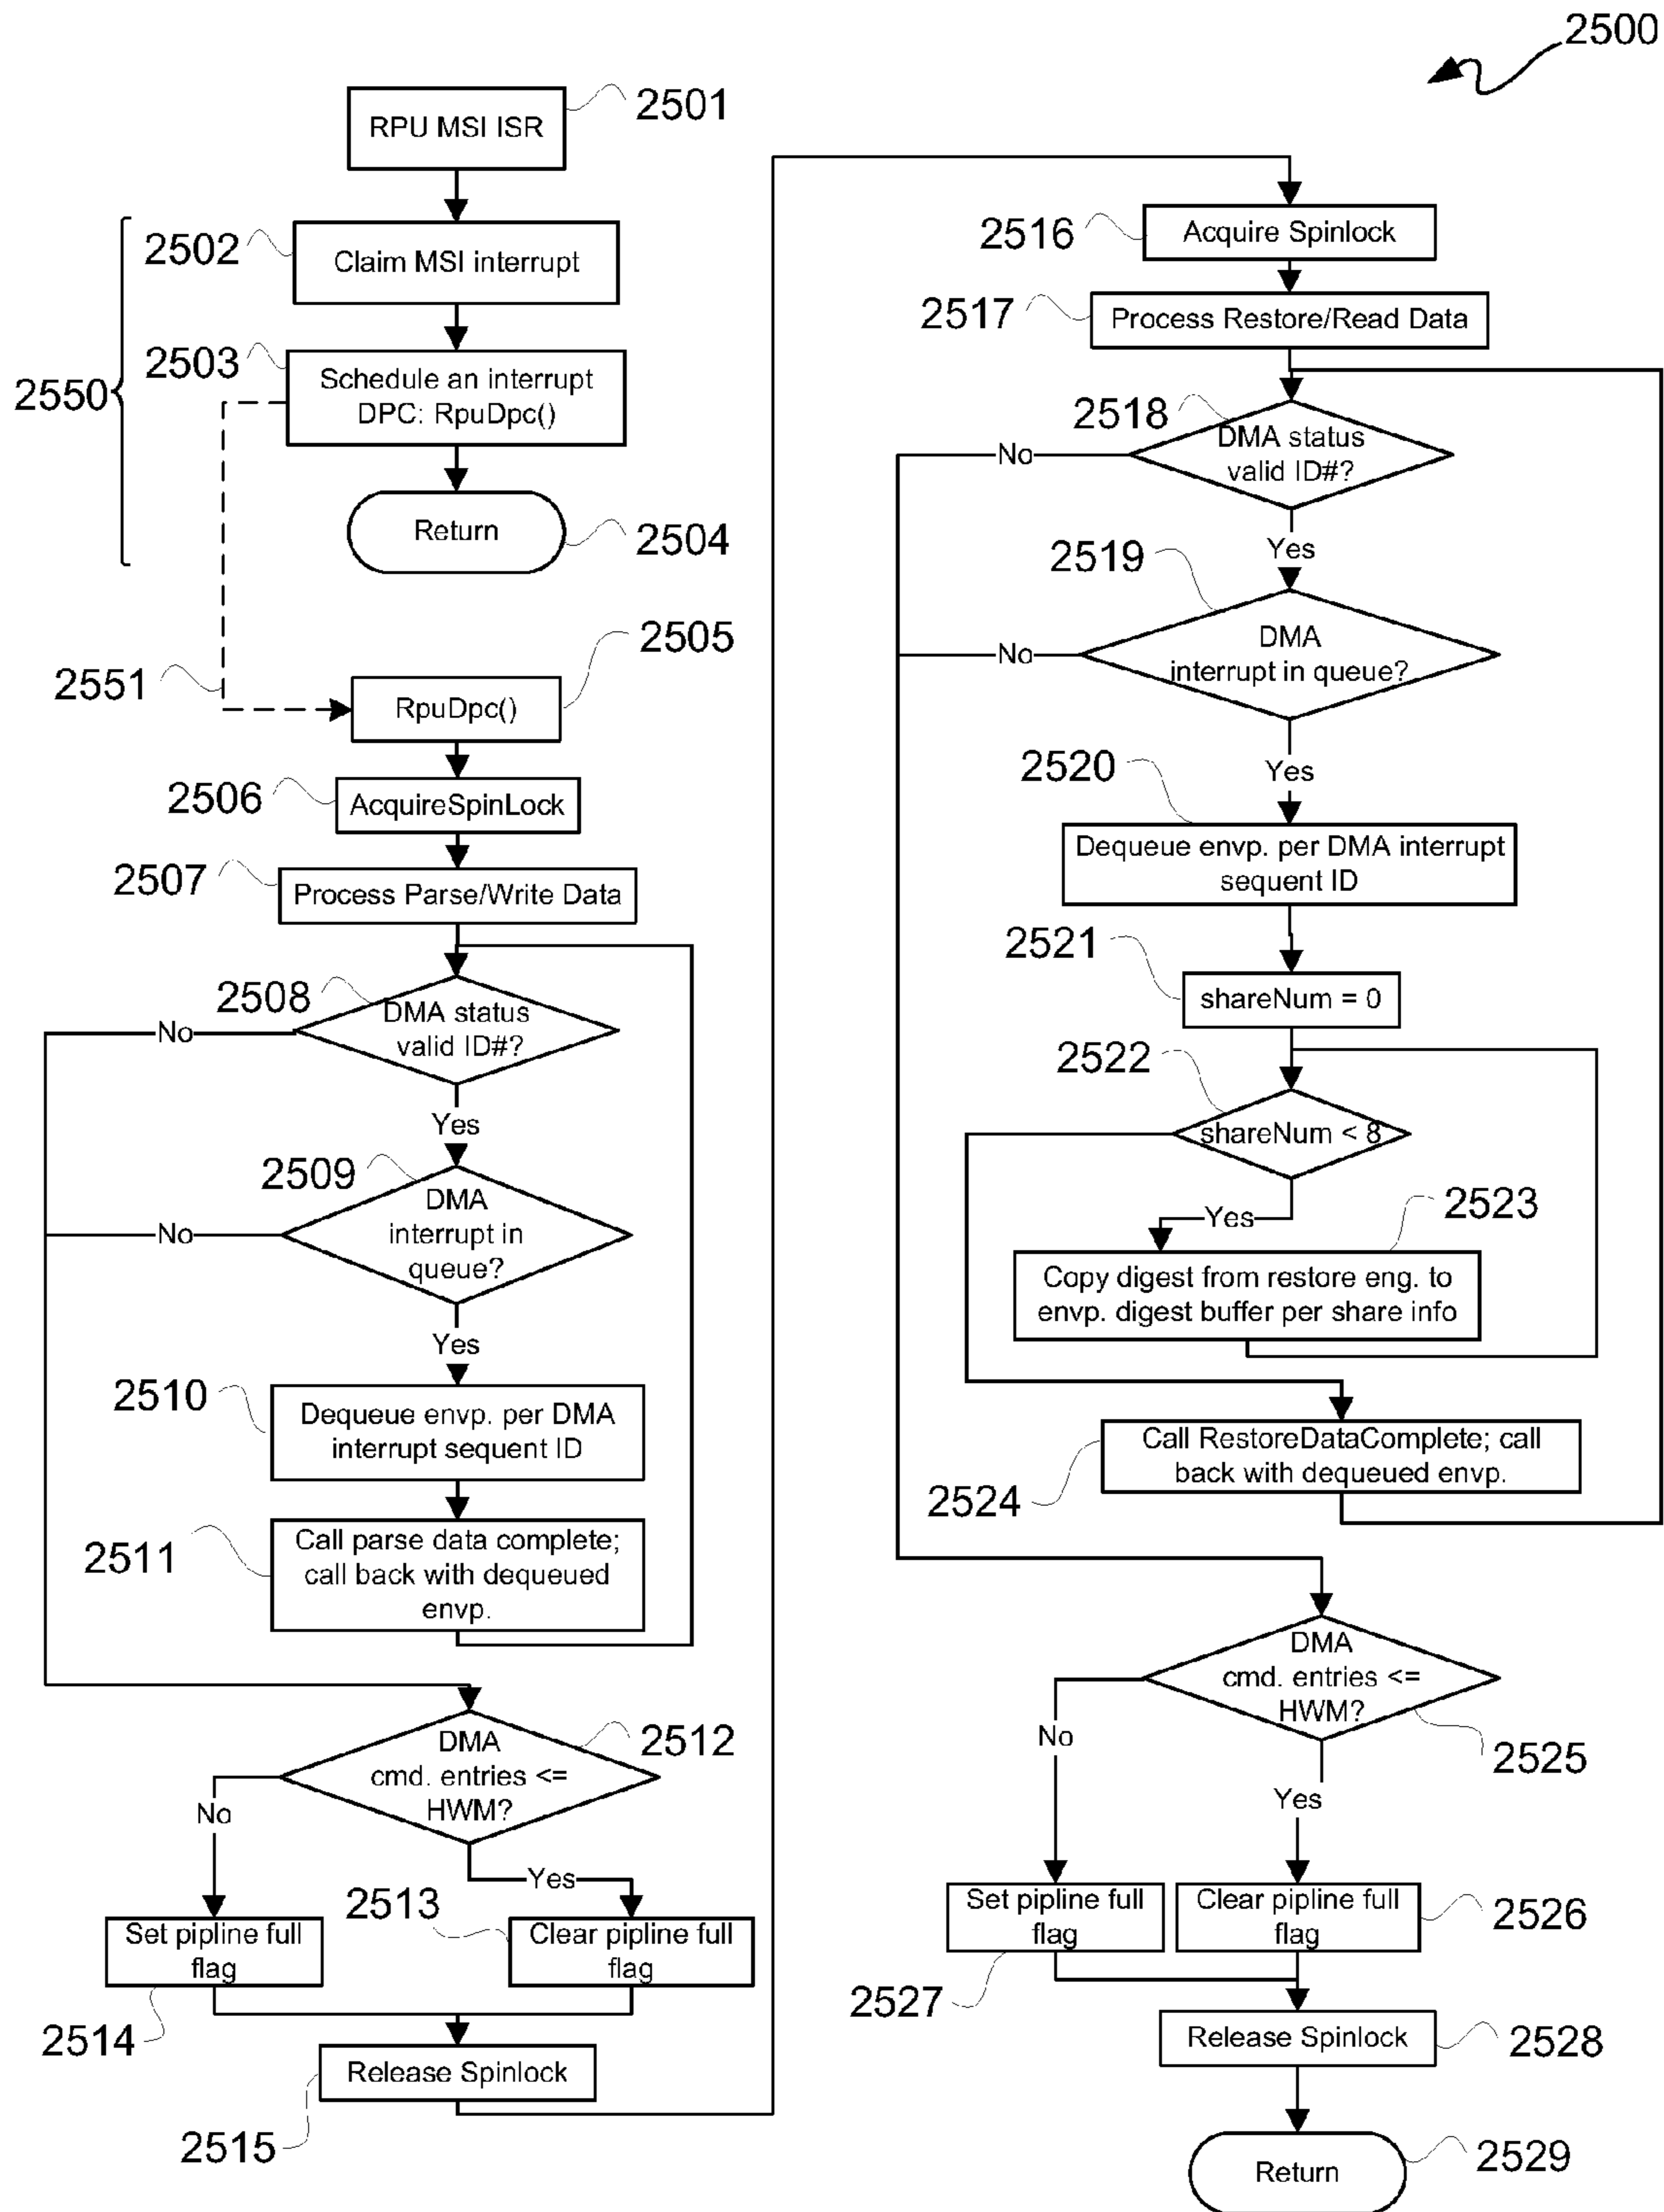 2500
RPU MSI ISR
2501
2550
2502
Claim MSI interrupt
2503
Schedule an interrupt
DPC: RpuDpc()
Return
2504
2551
RpuDpc()
2505
2506
AcquireSpinLock
2507
Process Parse/Write Data
2508
DMA status
valid ID#?
No
Yes
2509
DMA
interrupt in
queue?
No
Yes
2510
Dequeue envp. per DMA
interrupt sequent ID
2511
Call parse data complete;
call back with dequeued
envp.
2512
DMA
cmd. entries <=
HWM?
No
Yes
2513
Set pipline full
flag
Clear pipline full
flag
2514
Release Spinlock
2515
2516
Acquire Spinlock
2517
Process Restore/Read Data
2518
DMA status
valid ID#?
No
Yes
2519
DMA
interrupt in queue?
No
Yes
2520
Dequeue envp. per DMA interrupt
sequent ID
2521
shareNum = 0
2522
shareNum < 8
Yes
2523
Copy digest from restore eng. to
envp. digest buffer per share info
2524
Call RestoreDataComplete; call
back with dequeued envp.
DMA
cmd. entries <=
HWM?
2525
No
Yes
Set pipline full
flag
Clear pipline full
flag
2526
2527
Release Spinlock
2528
Return
2529